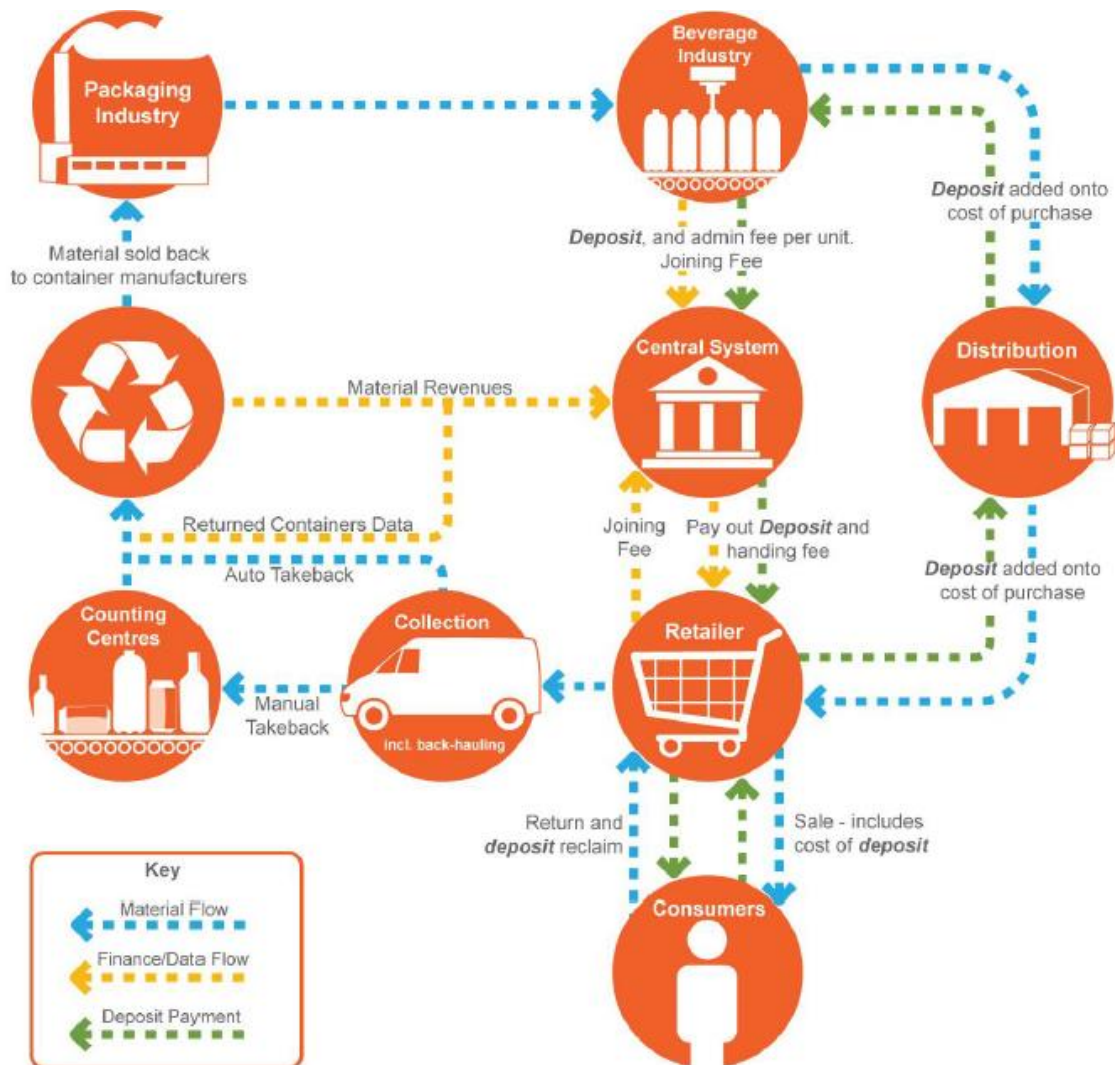 Packaging
Industry
Beverage
Industry
Deposit added onto
cost of purchase
Deposit, and admin fee per unit.
Joining Fee
Material sold back
to container manufacturers
Central System
Distribution
Material Revenues
Returned Containers Data
Auto Takeback
Joining
Fee
Pay out Deposit and
handing fee
Deposit added onto
cost of purchase
Counting
Centres
Collection
incl. back-hauling
Manual
Takeback
Retailer
Return and
deposit reclaim
Sale - includes
cost of deposit
Consumers
Key
Material Flow
Finance/Data Flow
Deposit Payment